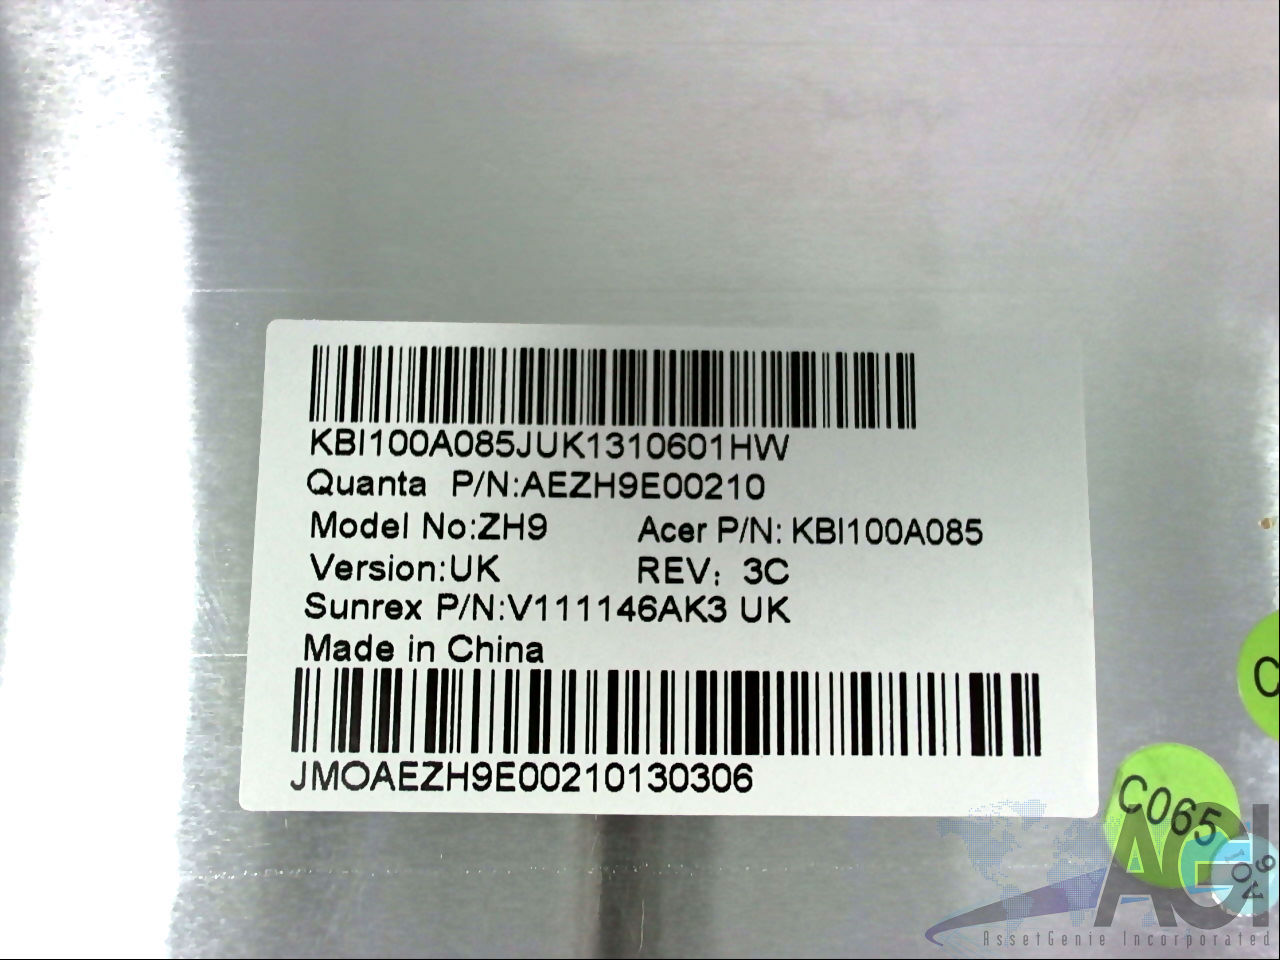 KBI100A085JUK1310601HW
Quanta P/N:AEZH9E00210
Model No:ZH9 Acer P/N: KBI100A085
Version:UK REV: 3C
Sunrex P/N:V111146AK3 UK
Made in China
JMOAEZH9E00210130306
C065
AGI
AssetGenie Incorporated